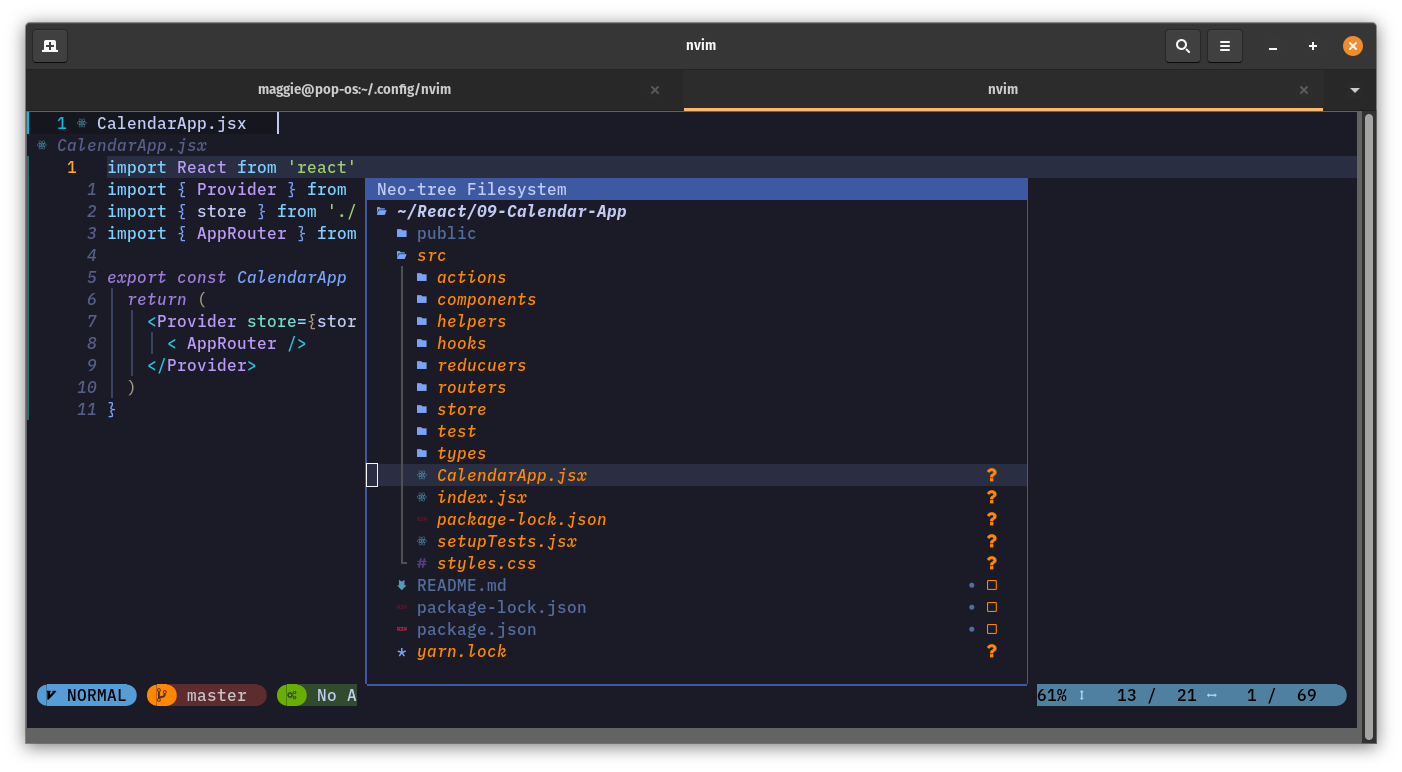 nvim
maggie@pop-os:~/.config/nvim × nvim ×
1 CalendarApp.jsx
CalendarApp.jsx
1 import React from 'react'
1 import { Provider } from
2 import { store } from './
3 import { AppRouter } from
4
5 export const CalendarApp
6 return (
7 <Provider store={stor
8 < AppRouter />
9 </Provider>
10 )
11 }
Neo-tree Filesystem
~/React/09-Calendar-App
public
src
actions
components
helpers
hooks
reducuers
routers
store
test
types
CalendarApp.jsx ?
index.jsx ?
package-lock.json ?
setupTests.jsx ?
# styles.css ?
README.md
package-lock.json
package.json
* yarn.lock ?
NORMAL master No A 61% 13 / 21 1 / 69